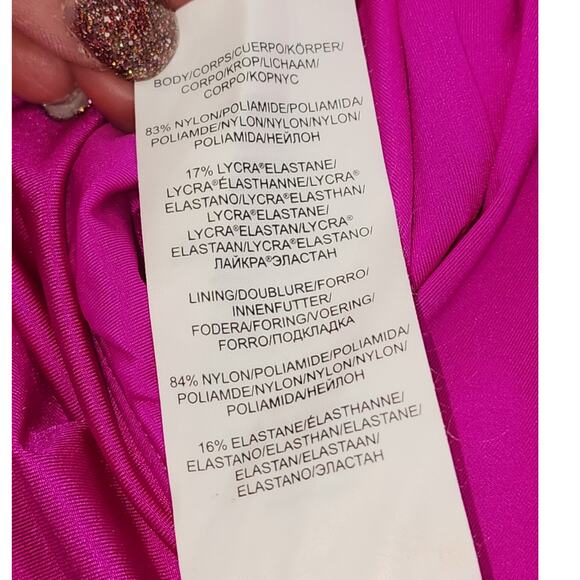 BODY/CORPS/CUERPO/KÖRPER/
CORPO/KROP/LICHAAM/
CORPO/КОРПУС
83% NYLON/POLIAMIDE/POLIAMIDA/
POLIAMDE/NYLON/NYLON/NYLON/
POLIAMIDA/НЕЙЛОН
17% LYCRA®ELASTANE/
LYCRA®ÉLASTHANNE/LYCRA®
ELASTANO/LYCRA®ELASTHAN/
LYCRA®ELASTANE/
LYCRA®ELASTAN/LYCRA®
ELASTAAN/LYCRA®ELASTANO/
ЛАЙКРА®ЭЛАСТАН
LINING/DOUBLURE/FORRO/
INNENFUTTER/
FODERA/FORING/VOERING/
FORRO/ПОДКЛАДКА
84% NYLON/POLIAMIDE/POLIAMIDA/
POLIAMDE/NYLON/NYLON/NYLON/
POLIAMIDA/НЕЙЛОН
16% ELASTANE/ÉLASTHANNE/
ELASTANO/ELASTHAN/ELASTANE/
ELASTAN/ELASTAAN/
ELASTANO/ЭЛАСТАН